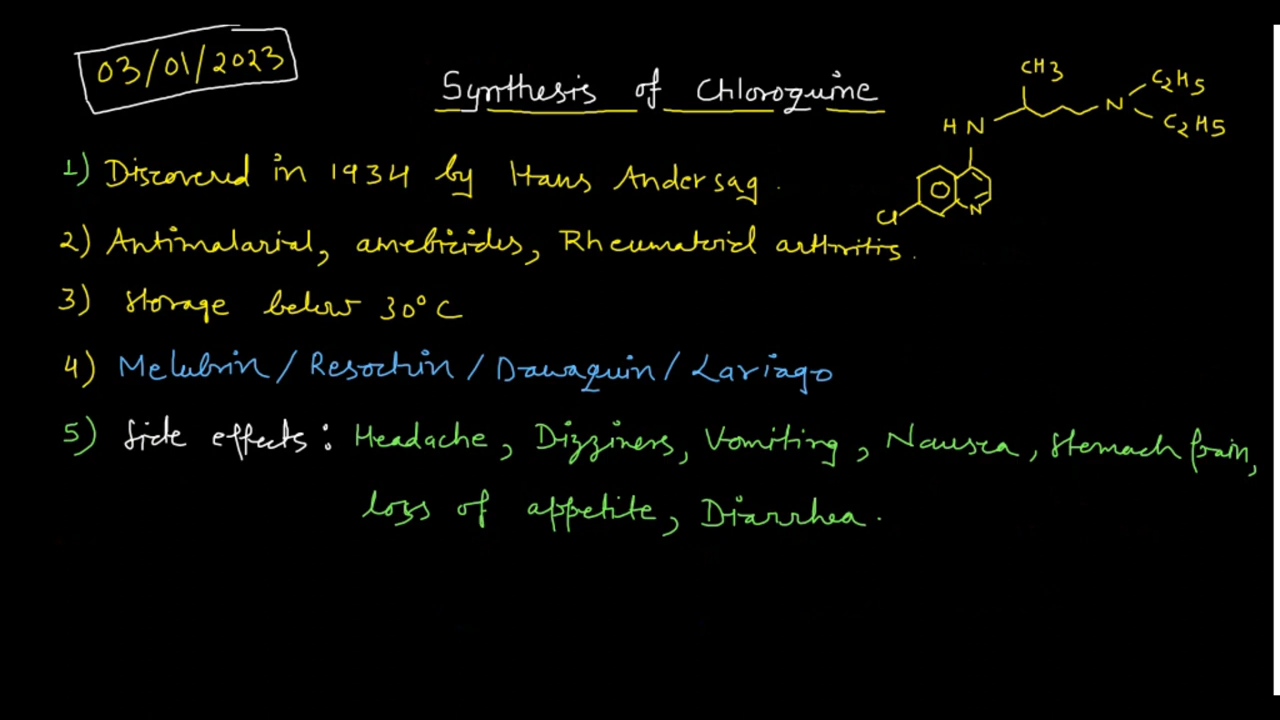 03/01/2023
Synthesis of Chloroquine
CH3
C2H5
HN
N
C2H5
Cl
N
1) Discovered in 1934 by Hans Andersag.
2) Antimalarial, amebicides, Rheumatoid arthritis.
3) Storage below 30°C
4) Melubrin / Resochin / Dawaquin / Lariago
5) Side effects: Headache, Dizziness, Vomiting, Nausea, Stomach pain,
loss of appetite, Diarrhea.